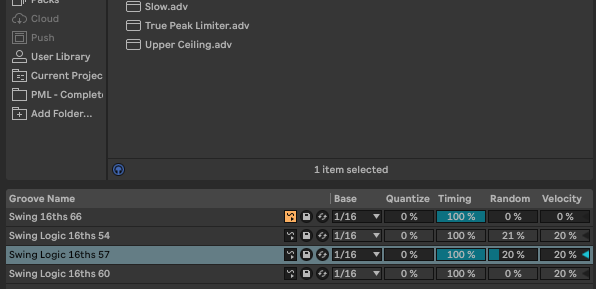 Packs
Slow.adv
Cloud
True Peak Limiter.adv
Push
Upper Ceiling.adv
User Library
Current Projec
PML - Complete
Add Folder...
1 item selected
Groove Name Base Quantize Timing Random Velocity
Swing 16ths 66 1/16 0 % 100 % 0 % 0 %
Swing Logic 16ths 54 1/16 0 % 100 % 21 % 20 %
Swing Logic 16ths 57 1/16 0 % 100 % 20 % 20 %
Swing Logic 16ths 60 1/16 0 % 100 % 0 % 20 %